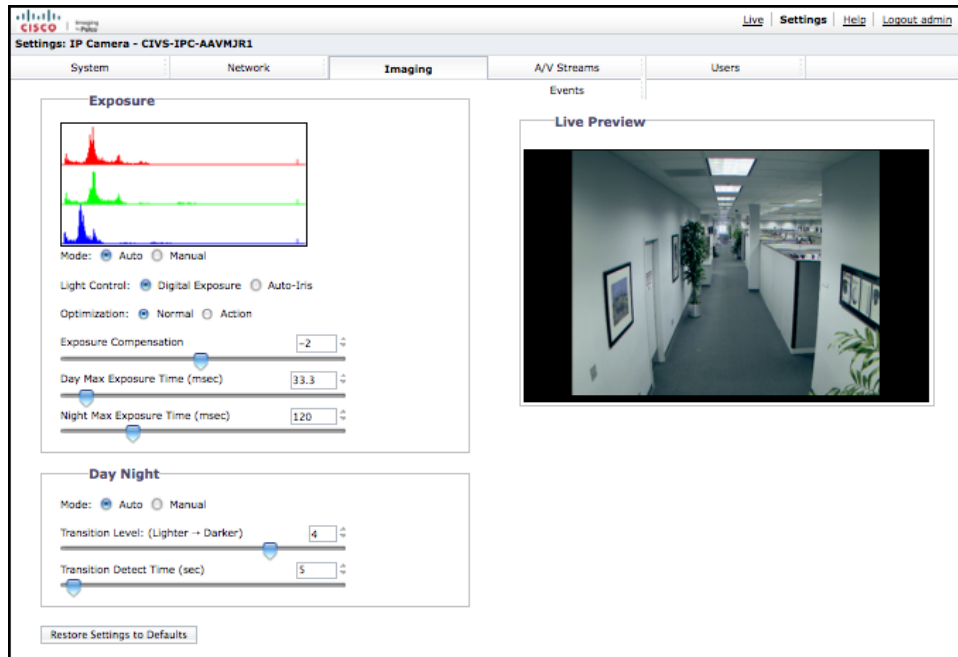 CISCO
Imaging
by Pelco
Live Settings Help Logout admin
Settings: IP Camera - CIVS-IPC-AAVMJR1
System Network Imaging A/V Streams Users
Events
Exposure
Mode: Auto Manual
Light Control: Digital Exposure Auto-Iris
Optimization: Normal Action
Exposure Compensation -2
Day Max Exposure Time (msec) 33.3
Night Max Exposure Time (msec) 120
Live Preview
Day Night
Mode: Auto Manual
Transition Level: (Lighter → Darker) 4
Transition Detect Time (sec) 5
Restore Settings to Defaults